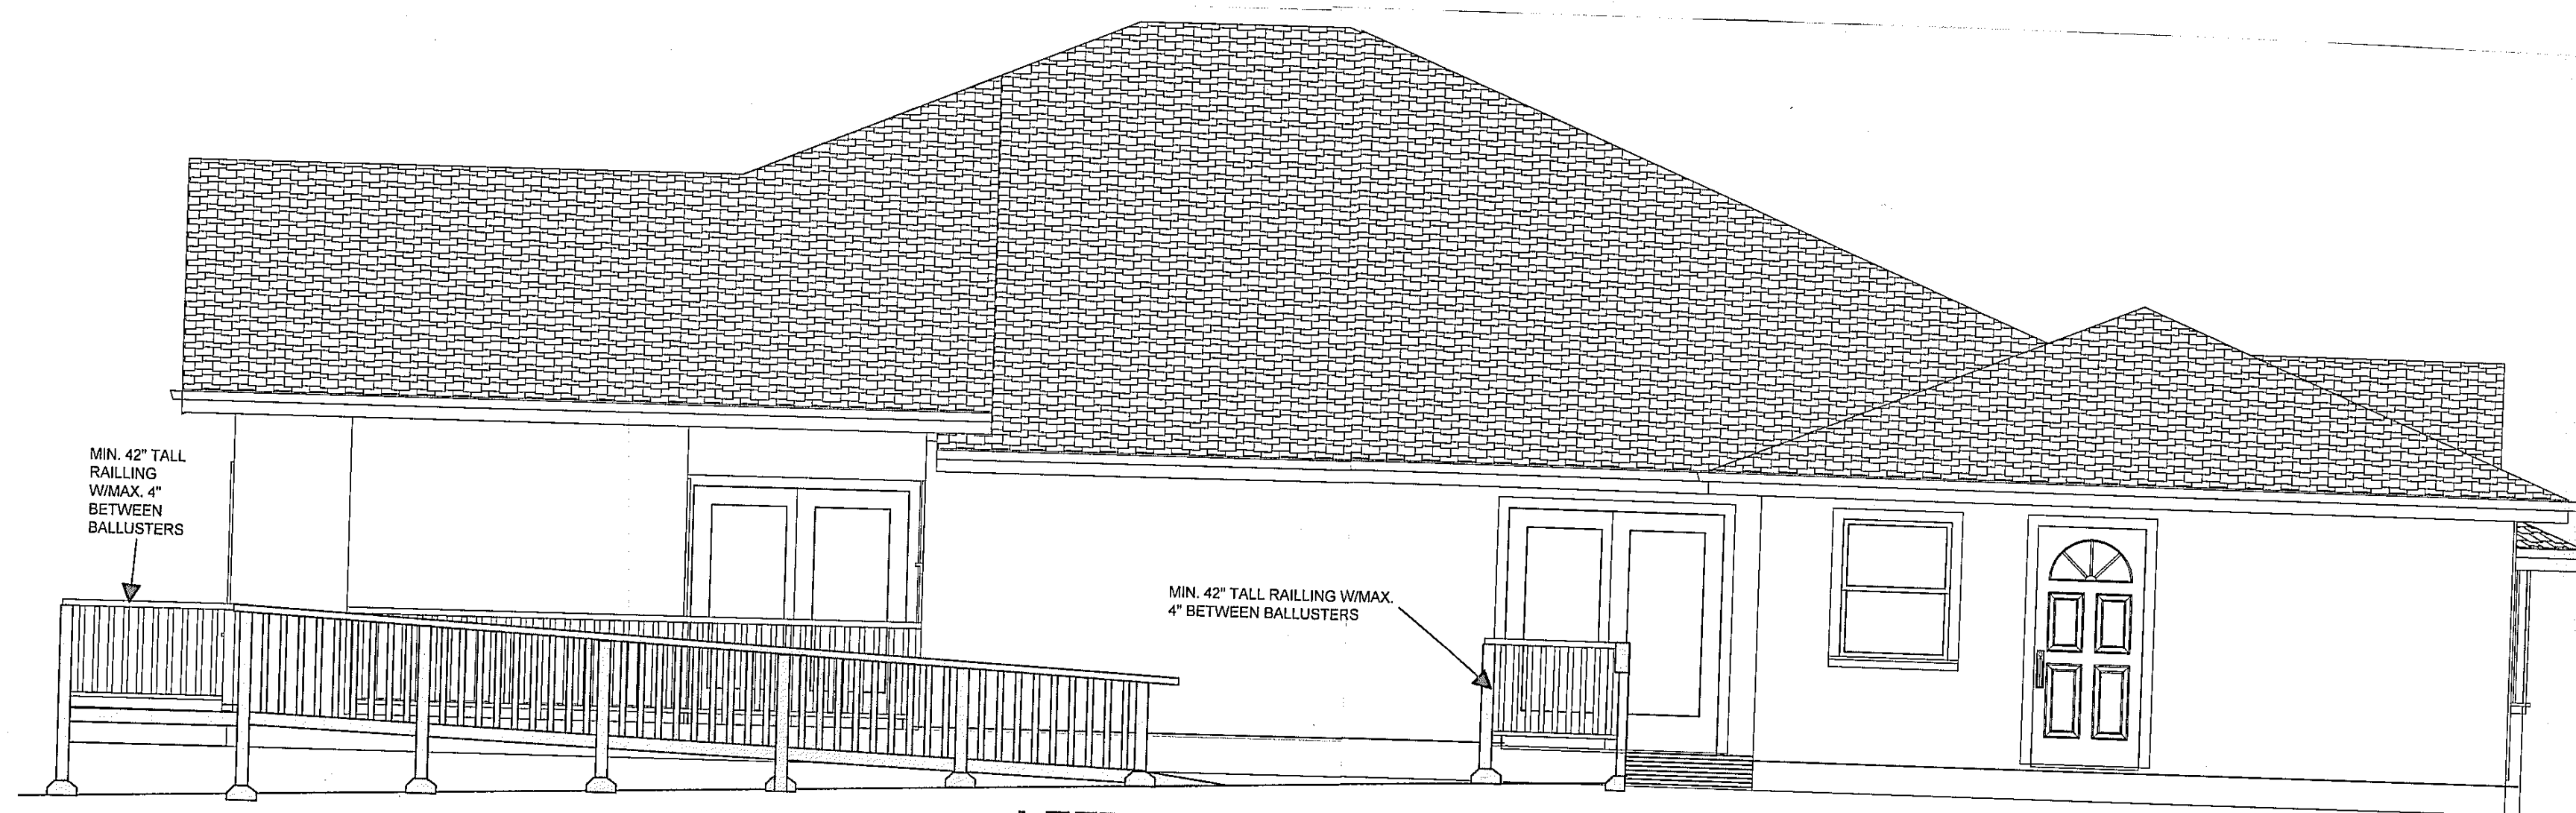 MIN. 42" TALL
RAILLING
W/MAX. 4"
BETWEEN
BALLUSTERS
MIN. 42" TALL RAILLING W/MAX.
4" BETWEEN BALLUSTERS